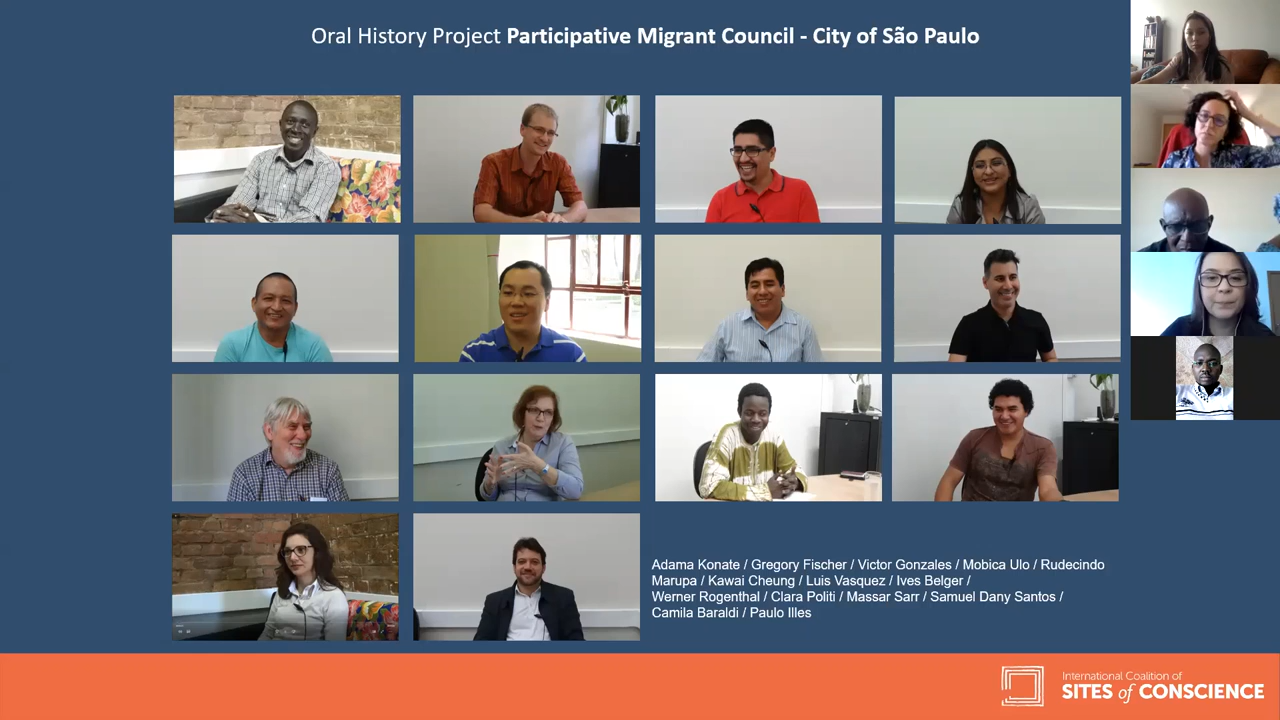 Oral History Project Participative Migrant Council - City of São Paulo
Adama Konate / Gregory Fischer / Victor Gonzales / Mobica Ulo / Rudecindo
Marupa / Kawai Cheung / Luis Vasquez / Ives Belger /
Werner Rogenthal / Clara Politi / Massar Sarr / Samuel Dany Santos /
Camila Baraldi / Paulo Illes
International Coalition of
SITES of CONSCIENCE